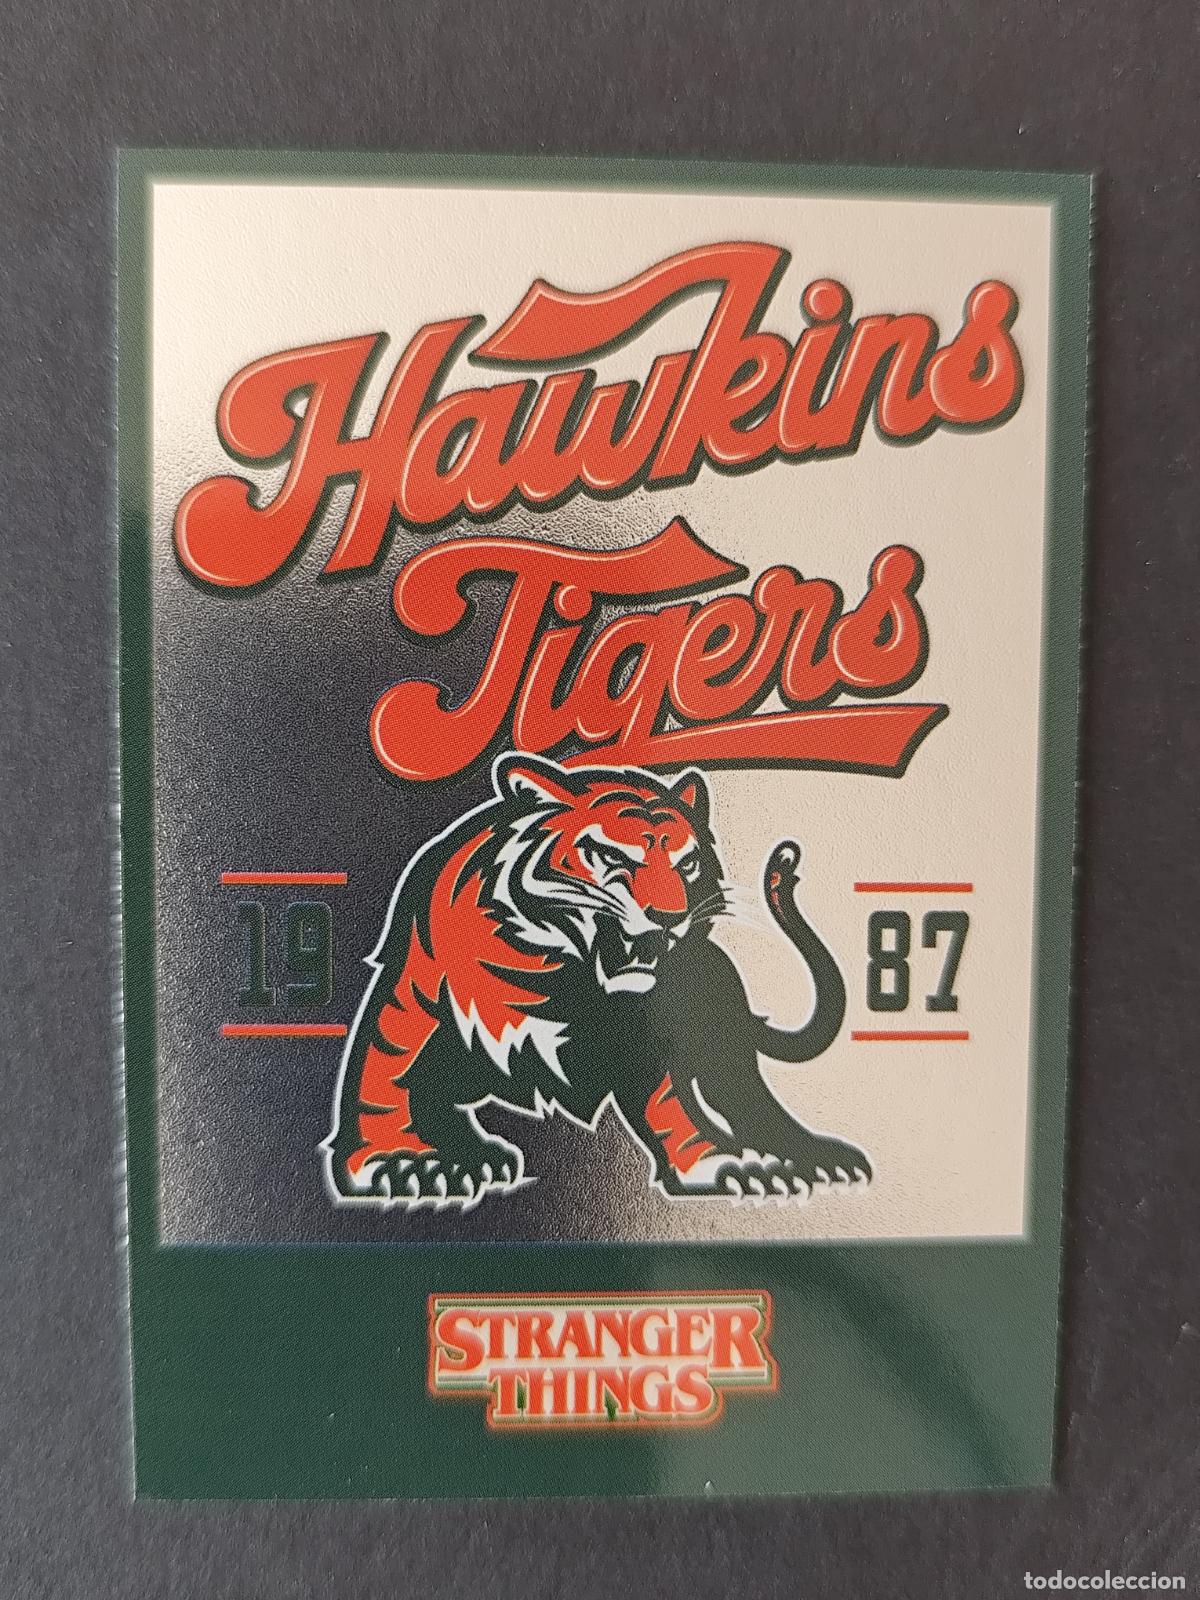 Hawkins
Tigers
19 87
STRANGER
THINGS
todocoleccion